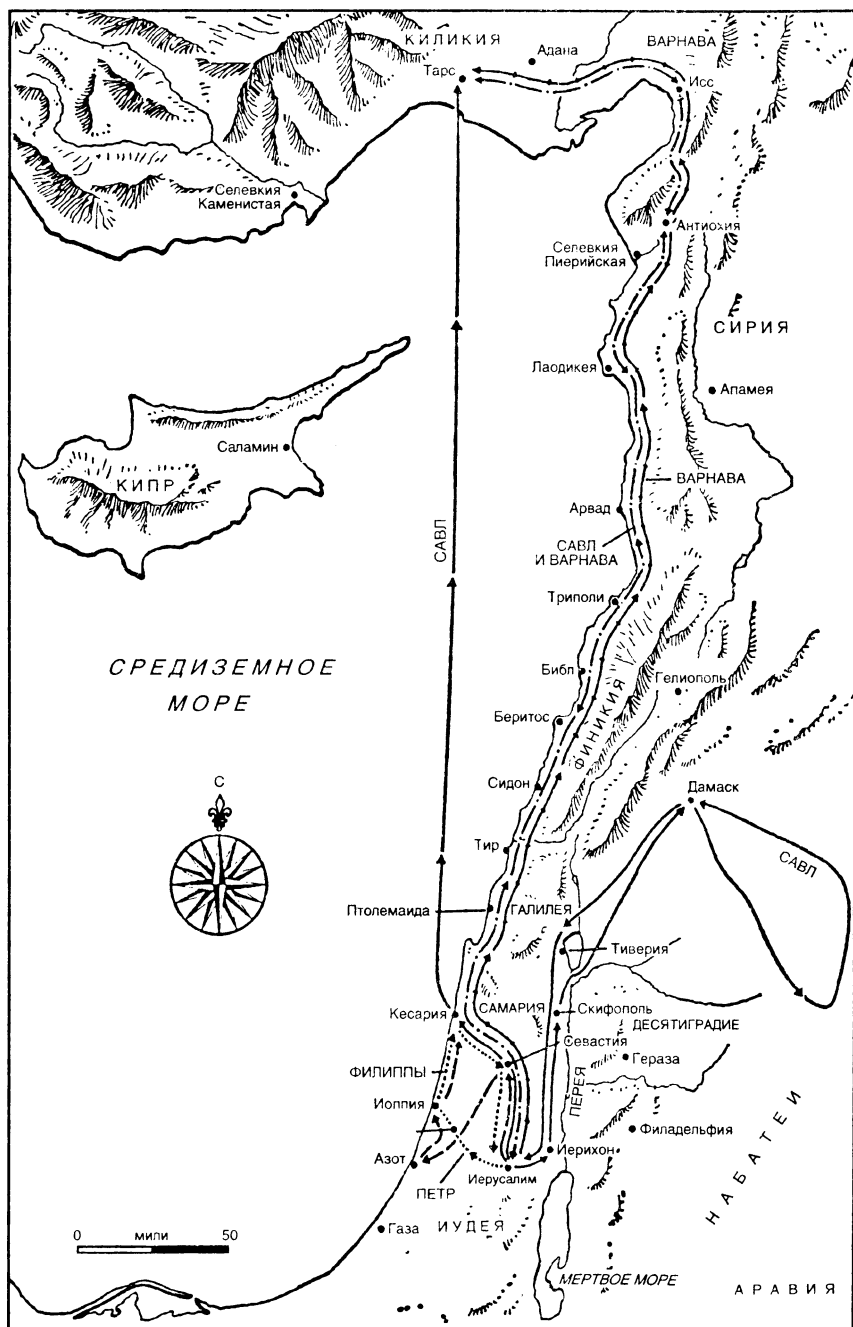 КИЛИКИЯ
Адана
ВАРНАВА
Тарс
Исс
Селевкия
Каменистая
Антиохия
Селевкия
Пиерийская
СИРИЯ
Лаодикея
Апамея
Саламин
КИПР
ВАРНАВА
Арвад
САВЛ
САВЛ
И ВАРНАВА
Триполи
СРЕДИЗЕМНОЕ
МОРЕ
Библ
Гелиополь
Беритос
ФИНИКИЯ
С
Сидон
Дамаск
Тир
САВЛ
Птолемаида
ГАЛИЛЕЯ
Тиверия
Кесария
САМАРИЯ
Скифополь
ДЕСЯТИГРАДИЕ
Севастия
Гераза
ФИЛИППЫ
ПЕРЕЯ
Иоппия
Филадельфия
НАБАТЕИ
Азот
Иерихон
Иерусалим
ПЕТР
Газа
ИУДЕЯ
0 МИЛИ 50
МЕРТВОЕ МОРЕ
АРАВИЯ